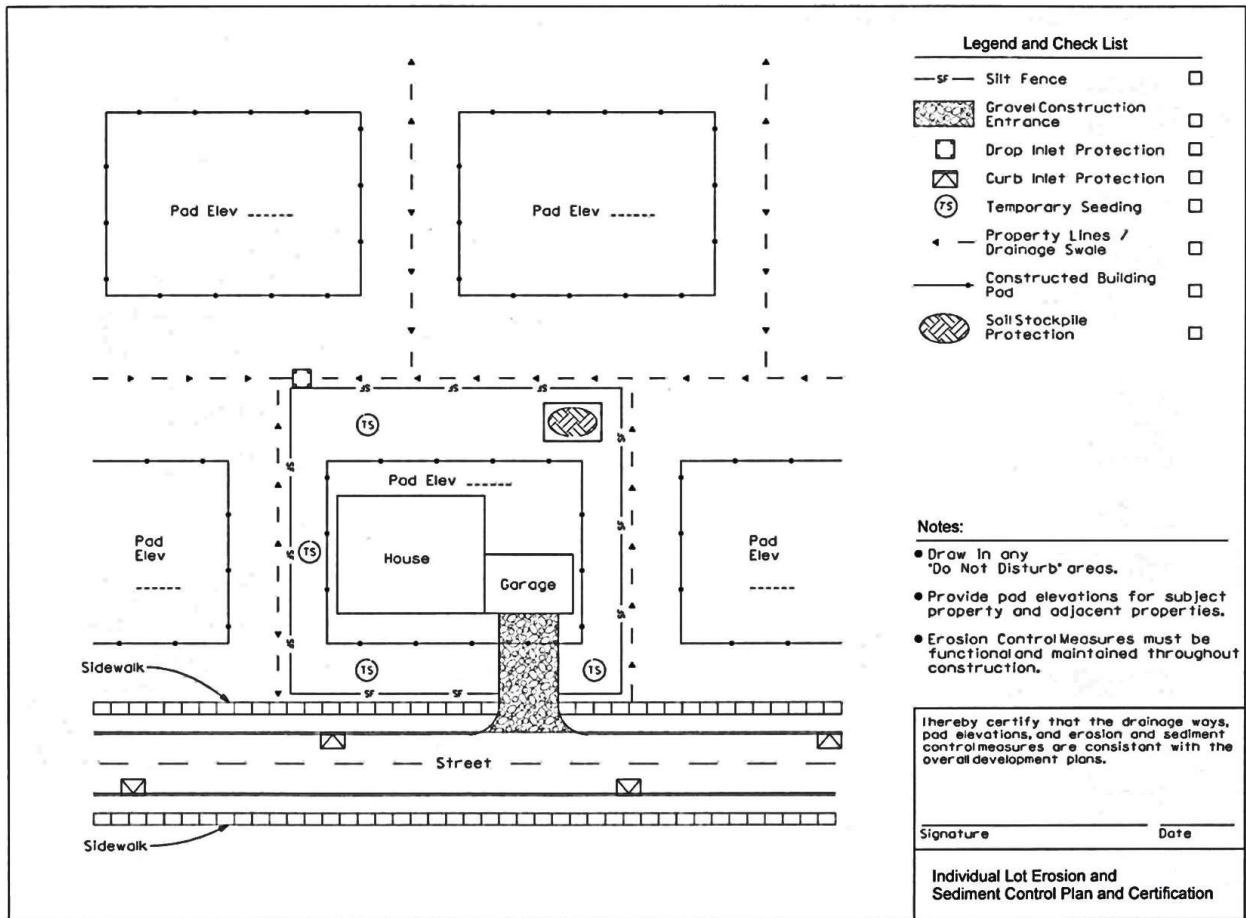 Legend and Check List
SF Silt Fence
Gravel Construction
Entrance
Drop Inlet Protection
Curb Inlet Protection
TS Temporary Seeding
Property Lines /
Drainage Swale
Constructed Building
Pad
Soil Stockpile
Protection
Pad Elev ------
Pad Elev ------
SF SF SF
TS
SF
SF
Pad Elev ------
Pad
Elev
------
SF
TS
House
Garage
SF
Pad
Elev
------
SF
SF
TS
TS
SF SF
Sidewalk
Street
Sidewalk
Notes:
• Draw in any
"Do Not Disturb" areas.
• Provide pad elevations for subject
property and adjacent properties.
• Erosion Control Measures must be
functional and maintained throughout
construction.
I hereby certify that the drainage ways,
pad elevations, and erosion and sediment
control measures are consistant with the
overall development plans.
Signature Date
Individual Lot Erosion and
Sediment Control Plan and Certification